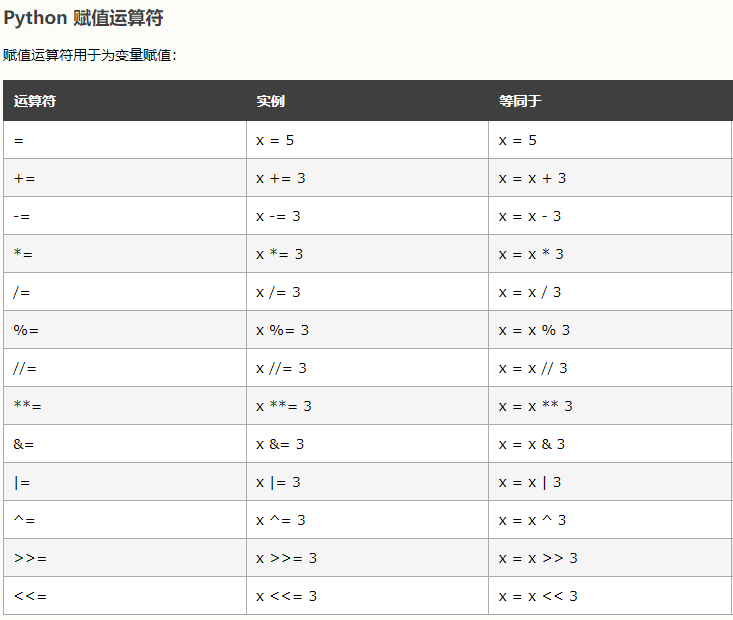 Python 赋值运算符
赋值运算符用于为变量赋值：
运算符 实例 等同于
= x = 5 x = 5
+= x += 3 x = x + 3
-= x -= 3 x = x - 3
*= x *= 3 x = x * 3
/= x /= 3 x = x / 3
%= x %= 3 x = x % 3
//= x //= 3 x = x // 3
**= x **= 3 x = x ** 3
&= x &= 3 x = x & 3
|= x |= 3 x = x | 3
^= x ^= 3 x = x ^ 3
>>= x >>= 3 x = x >> 3
<<= x <<= 3 x = x << 3